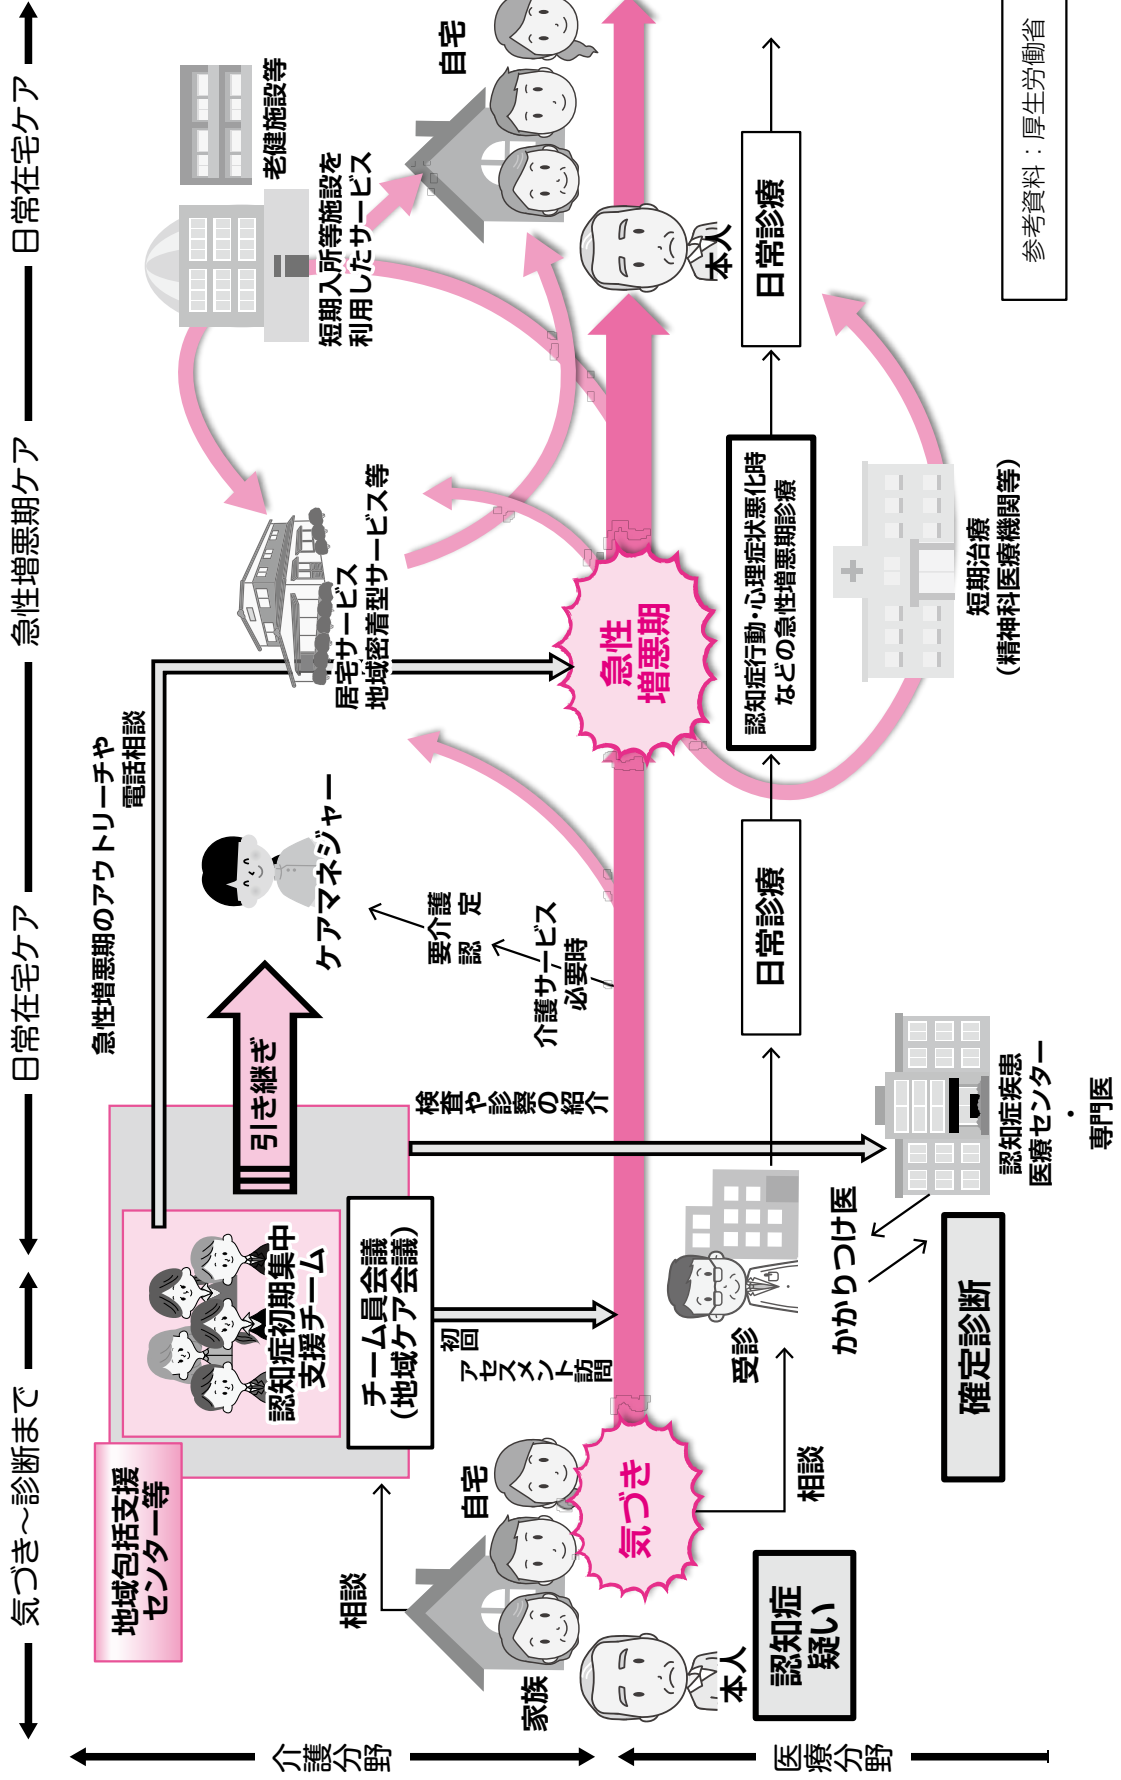 気づき～診断まで
日常在宅ケア
急性増悪期ケア
日常在宅ケア
介護分野
医療分野
地域包括支援
センター等
認知症初期集中
支援チーム
チーム員会議
(地域ケア会議)
引き継ぎ
急性増悪期のアウトリーチや
電話相談
ケアマネジャー
要介護
認定
介護サービス
必要時
検査や診察の紹介
初回
アセスメント訪問
相談
自宅
家族
本人
認知症
疑い
気づき
相談
受診
かかりつけ医
確定診断
認知症疾患
医療センター
・
専門医
日常診療
居宅サービス
地域密着型サービス等
急性
増悪期
認知症行動・心理症状悪化時
などの急性増悪期診療
短期治療
(精神科医療機関等)
短期入所等施設を
利用したサービス
老健施設等
自宅
本人
日常診療
参考資料：厚生労働省